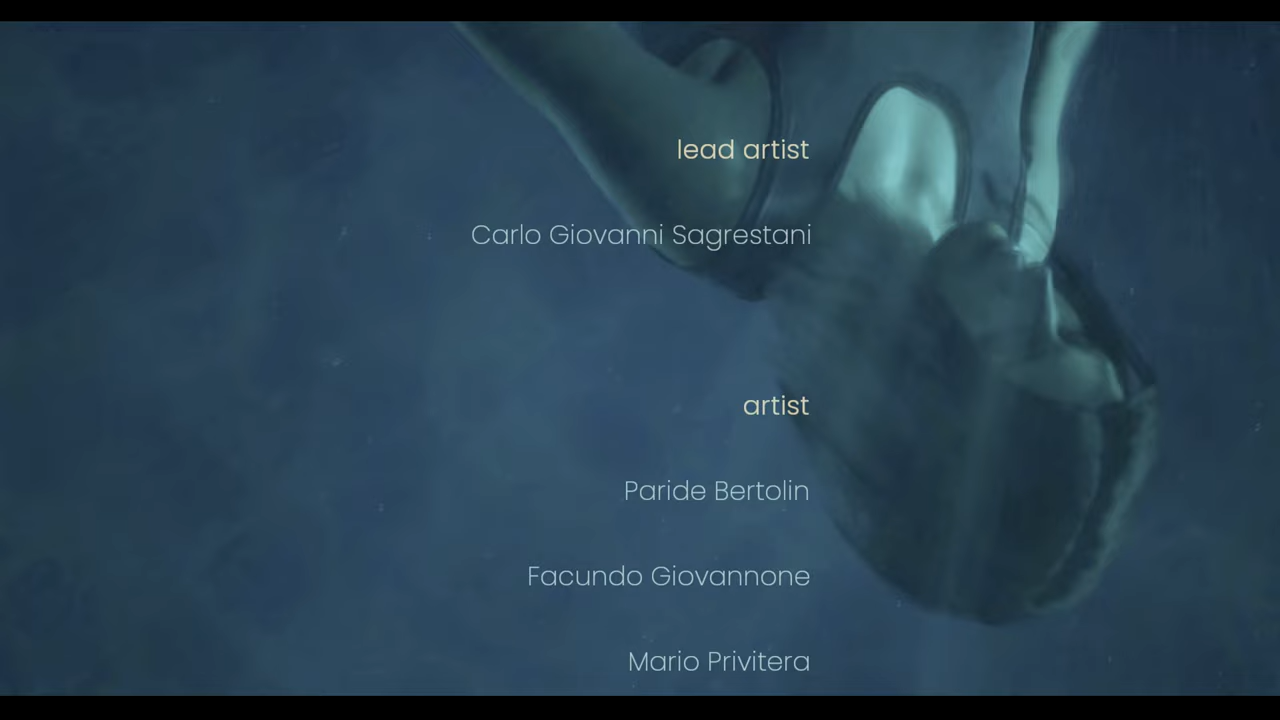 lead artist
Carlo Giovanni Sagrestani
artist
Paride Bertolin
Facundo Giovannone
Mario Privitera